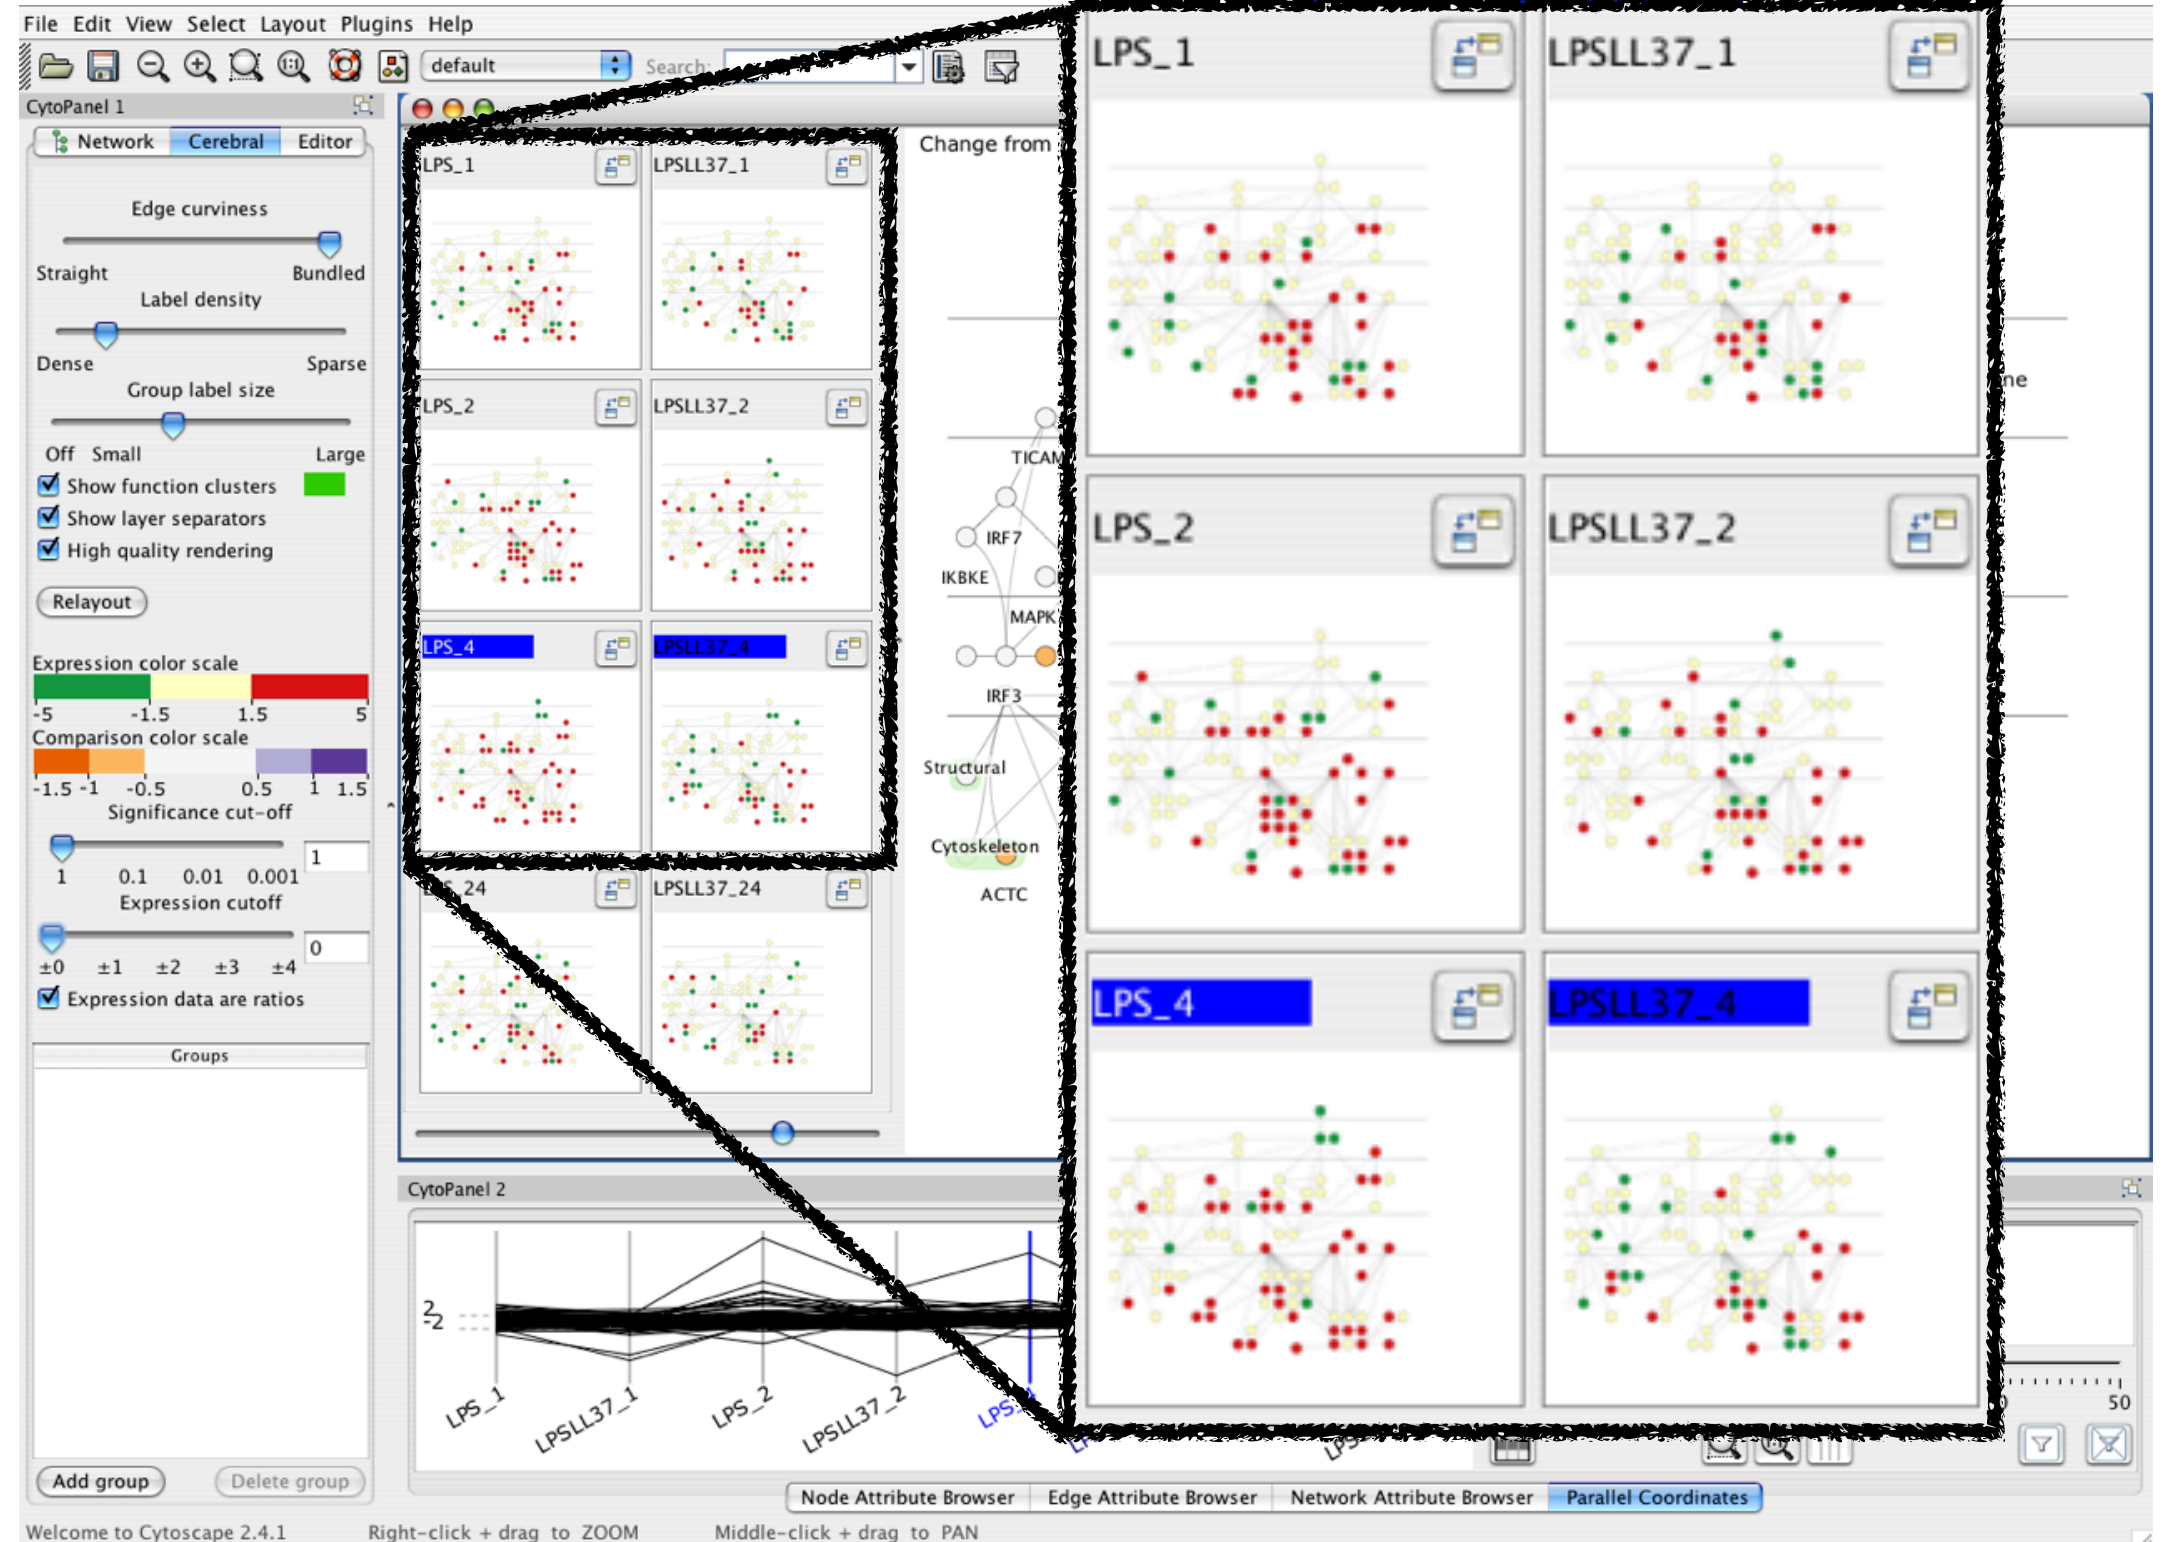 File Edit View Select Layout Plugins Help
default
Search:
CytoPanel 1
Network Cerebral Editor
Edge curviness
Straight Bundled
Label density
Dense Sparse
Group label size
Off Small Large
Show function clusters
Show layer separators
High quality rendering
Relayout
Expression color scale
-5 -1.5 1.5 5
Comparison color scale
-1.5 -1 -0.5 0.5 1 1.5
Significance cut-off
1
1 0.1 0.01 0.001
Expression cutoff
0
±0 ±1 ±2 ±3 ±4
Expression data are ratios
Groups
Add group Delete group
LPS_1 LPSLL37_1
LPS_2 LPSLL37_2
LPS_4 LPSLL37_4
LPSLL37_24
Change from
TICAM
IRF7
IKBKE
MAPK
IRF3
Structural
Cytoskeleton
ACTC
LPS_1 LPSLL37_1
LPS_2 LPSLL37_2
LPS_4 LPSLL37_4
CytoPanel 2
2
-2
LPS_1 LPSLL37_1 LPS_2 LPSLL37_2
50
Node Attribute Browser Edge Attribute Browser Network Attribute Browser Parallel Coordinates
Welcome to Cytoscape 2.4.1 Right-click + drag to ZOOM Middle-click + drag to PAN